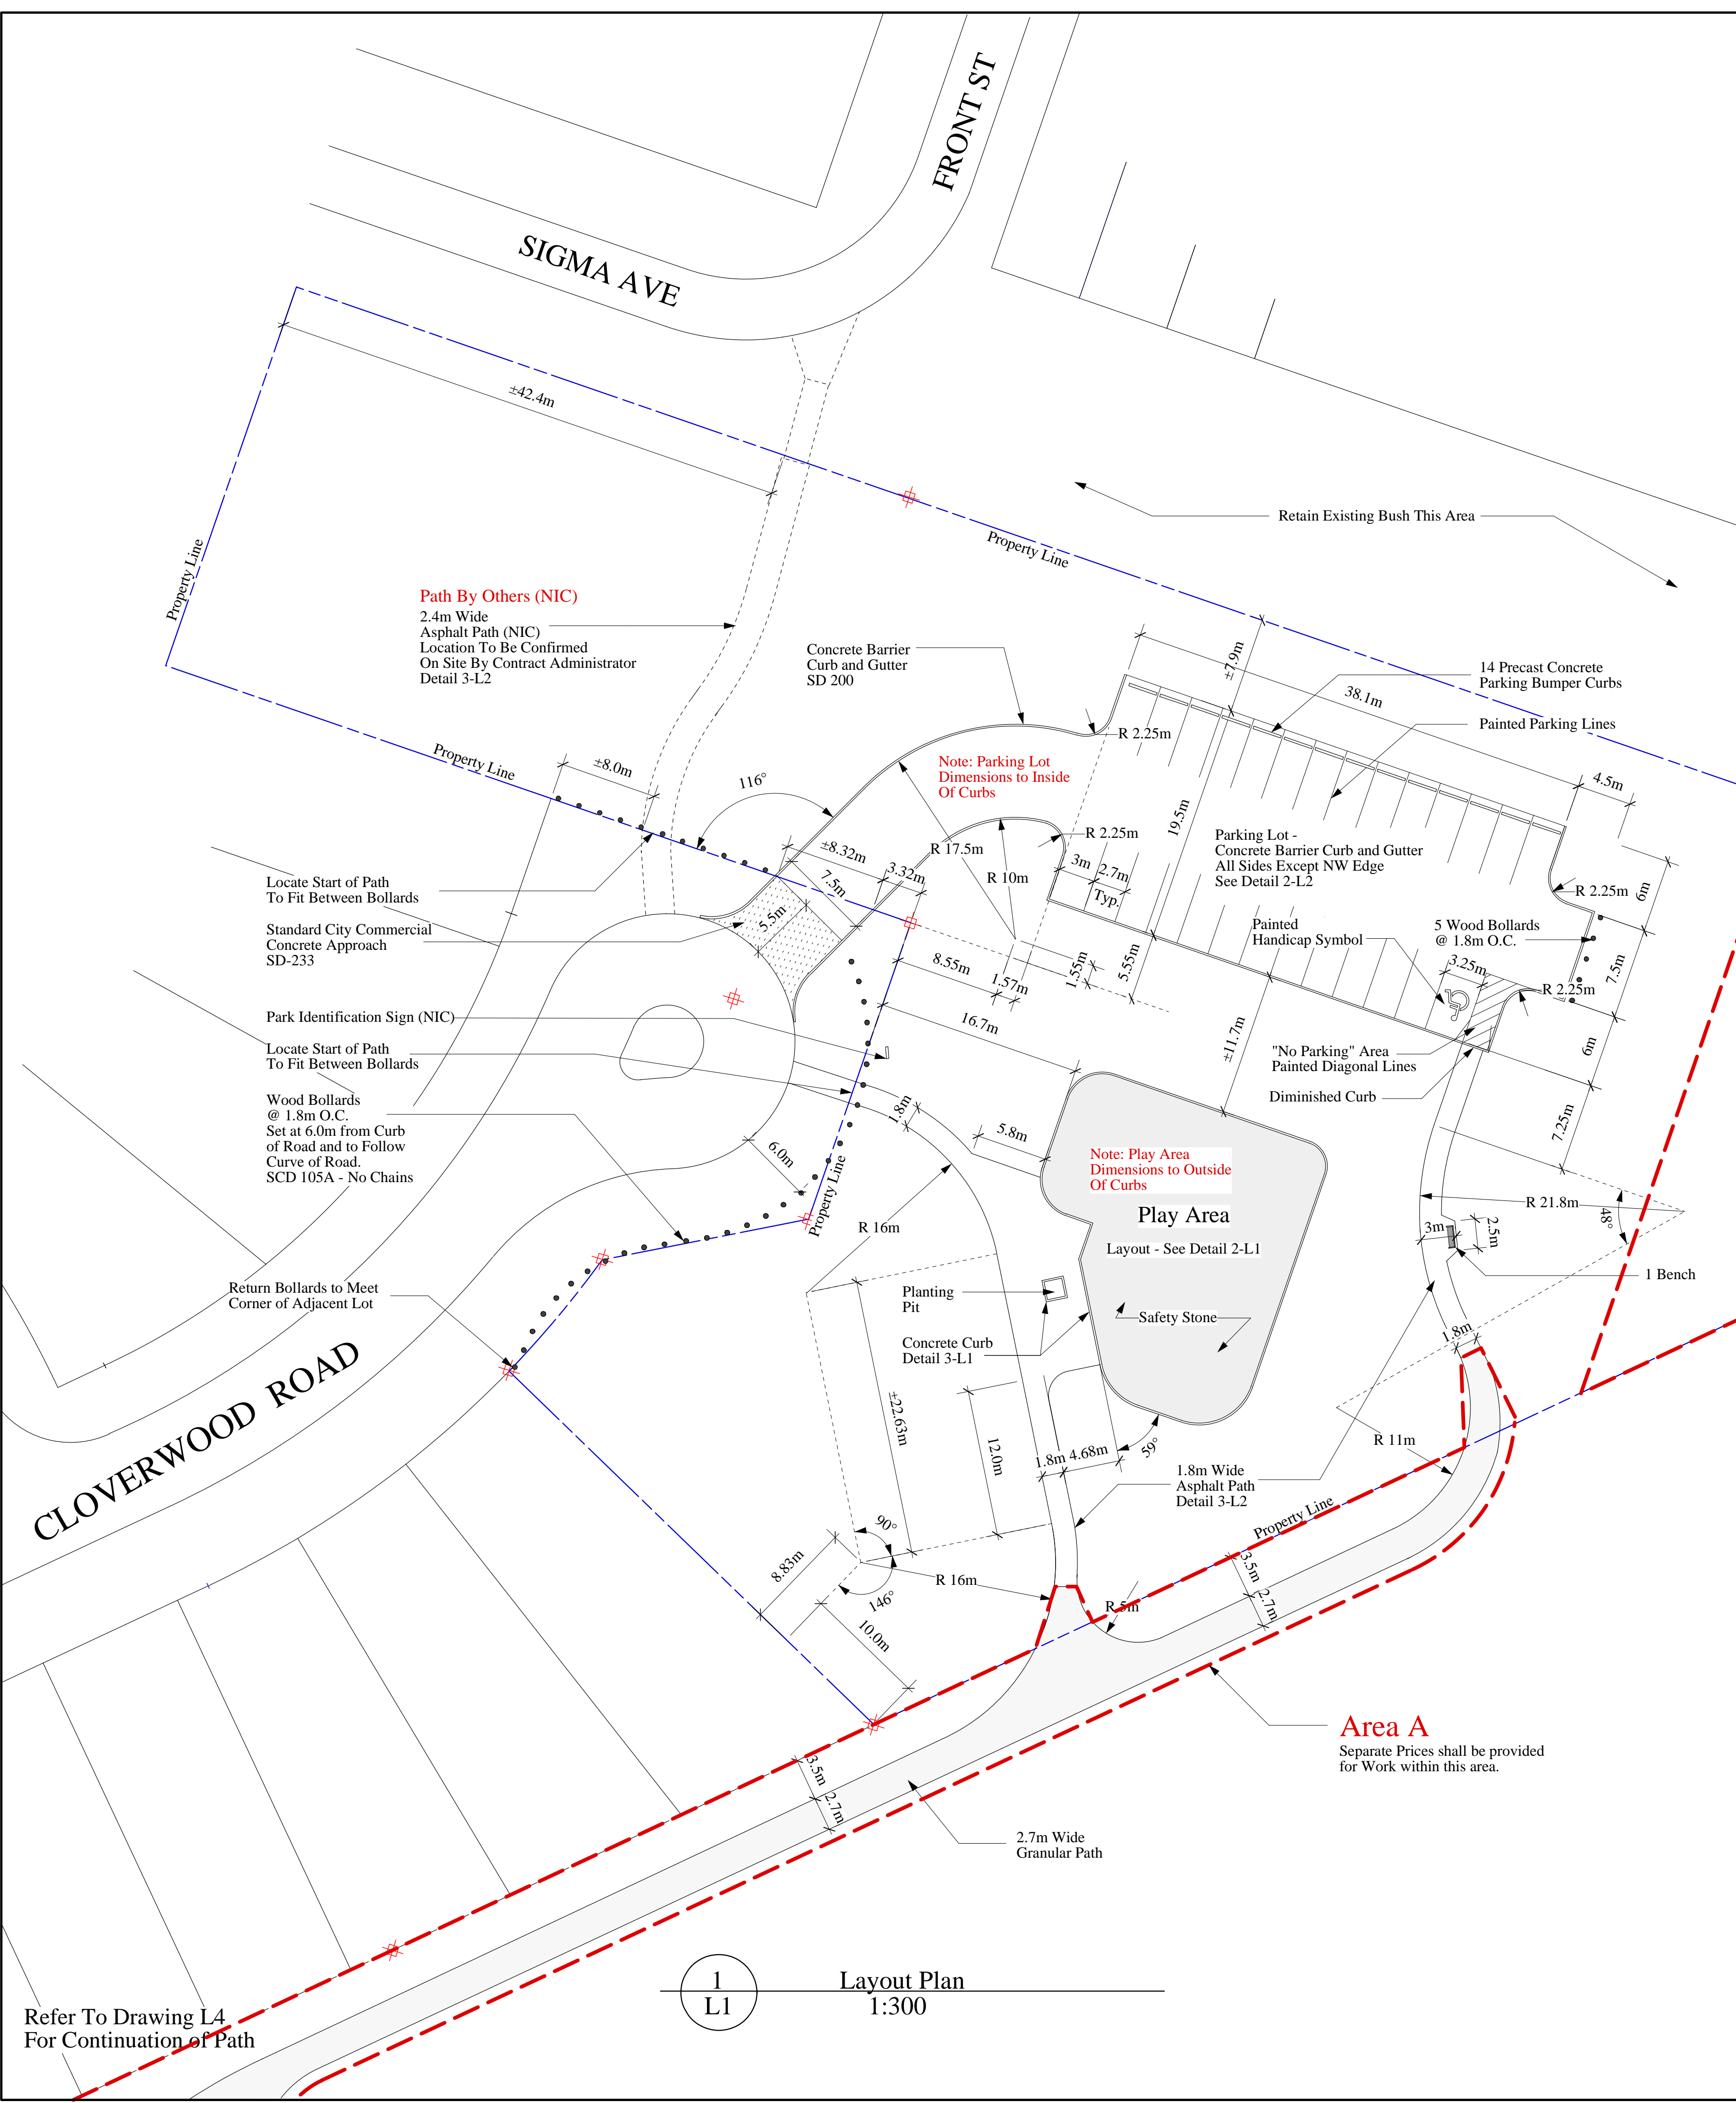 FRONT ST
SIGMA AVE
±42.4m
Retain Existing Bush This Area
Property Line
Property Line
Path By Others (NIC)
2.4m Wide
Asphalt Path (NIC)
Location To Be Confirmed
On Site By Contract Administrator
Detail 3-L2
Concrete Barrier
Curb and Gutter
SD 200
±7.9m
38.1m
14 Precast Concrete
Parking Bumper Curbs
Painted Parking Lines
R 2.25m
Note: Parking Lot
Dimensions to Inside
Of Curbs
Property Line
±8.0m
116°
4.5m
19.5m
R 2.25m
Parking Lot -
Concrete Barrier Curb and Gutter
All Sides Except NW Edge
See Detail 2-L2
±8.32m
3.32m
7.5m
5.5m
R 17.5m
R 10m
3m
2.7m
Typ.
R 2.25m
6m
Locate Start of Path
To Fit Between Bollards
Standard City Commercial
Concrete Approach
SD-233
Painted
Handicap Symbol
5 Wood Bollards
@ 1.8m O.C.
3.25m
7.5m
R 2.25m
8.55m
1.57m
1.55m
5.55m
16.7m
±11.7m
Park Identification Sign (NIC)
Locate Start of Path
To Fit Between Bollards
"No Parking" Area
Painted Diagonal Lines
6m
Diminished Curb
Wood Bollards
@ 1.8m O.C.
Set at 6.0m from Curb
of Road and to Follow
Curve of Road.
SCD 105A - No Chains
1.8m
5.8m
7.25m
6.0m
Property Line
Note: Play Area
Dimensions to Outside
Of Curbs
Play Area
Layout - See Detail 2-L1
R 16m
R 21.8m
48°
3m
2.5m
1 Bench
Return Bollards to Meet
Corner of Adjacent Lot
Planting
Pit
Safety Stone
Concrete Curb
Detail 3-L1
1.8m
CLOVERWOOD ROAD
±22.63m
12.0m
1.8m
4.68m
59°
R 11m
1.8m Wide
Asphalt Path
Detail 3-L2
Property Line
90°
8.83m
146°
R 16m
R 5m
10.0m
3.5m
2.7m
Area A
Separate Prices shall be provided
for Work within this area.
3.5m
2.7m
2.7m Wide
Granular Path
1
L1
Layout Plan
1:300
Refer To Drawing L4
For Continuation of Path